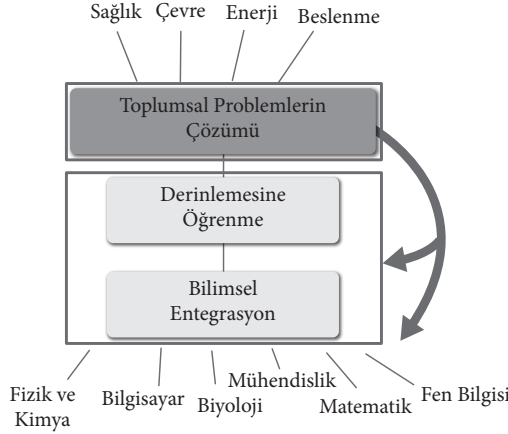 Sağlık Çevre Enerji Beslenme
Toplumsal Problemlerin
Çözümü
Derinlemesine
Öğrenme
Bilimsel
Entegrasyon
Fizik ve
Kimya
Bilgisayar
Biyoloji
Mühendislik
Matematik
Fen Bilgisi